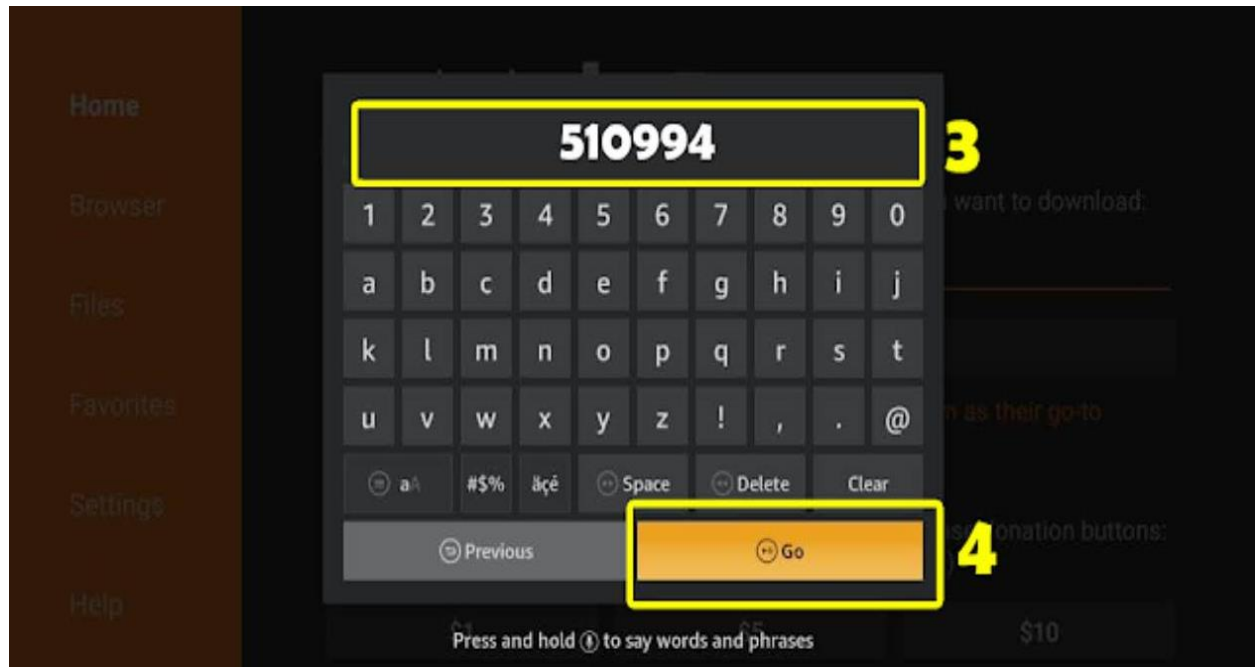 Home
510994
3
Browser
want to download:
1 2 3 4 5 6 7 8 9 0
a b c d e f g h i j
Files
k l m n o p q r s t
Favorites
as their go-to
u v w x y z ! , . @
aA #$% äçé Space Delete Clear
Settings
Previous Go
4
onation buttons:
Help
$1 $5 $10
Press and hold to say words and phrases